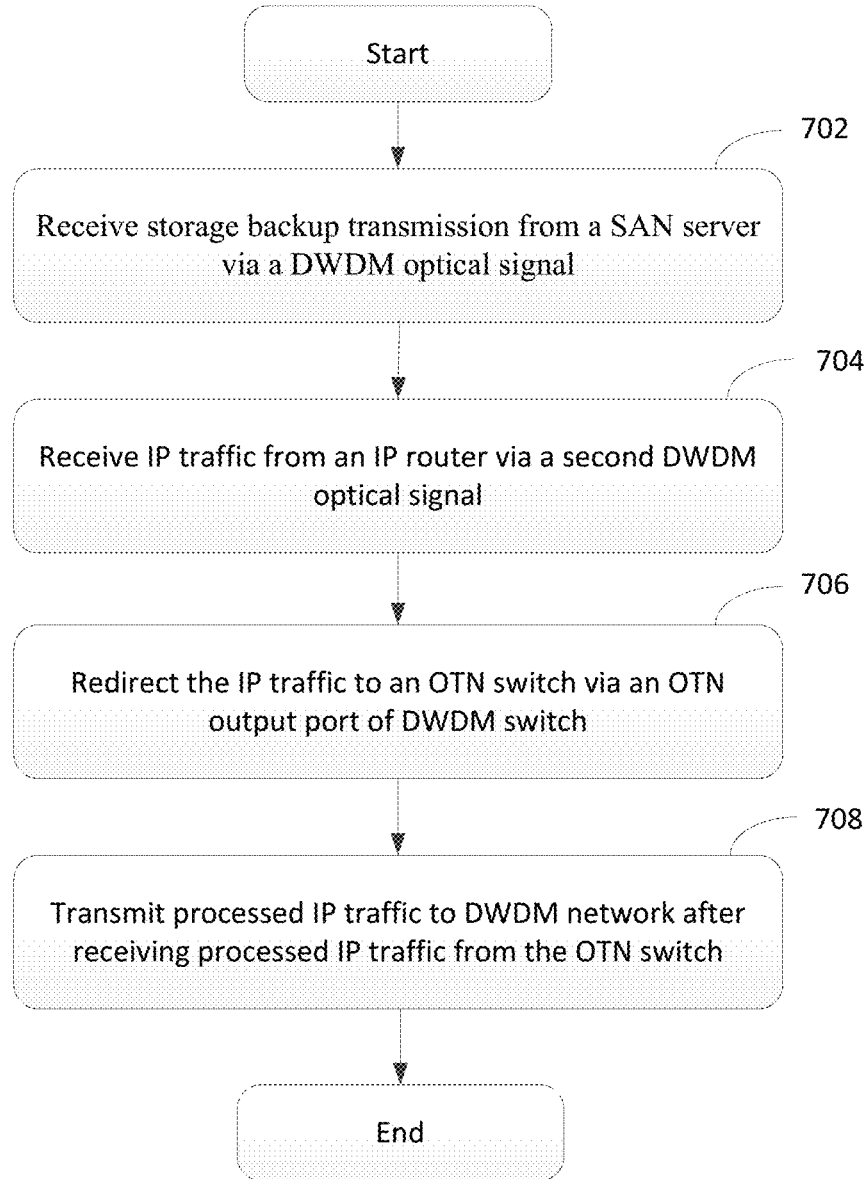 Start
702
Receive storage backup transmission from a SAN server
via a DWDM optical signal
704
Receive IP traffic from an IP router via a second DWDM
optical signal
706
Redirect the IP traffic to an OTN switch via an OTN
output port of DWDM switch
708
Transmit processed IP traffic to DWDM network after
receiving processed IP traffic from the OTN switch
End